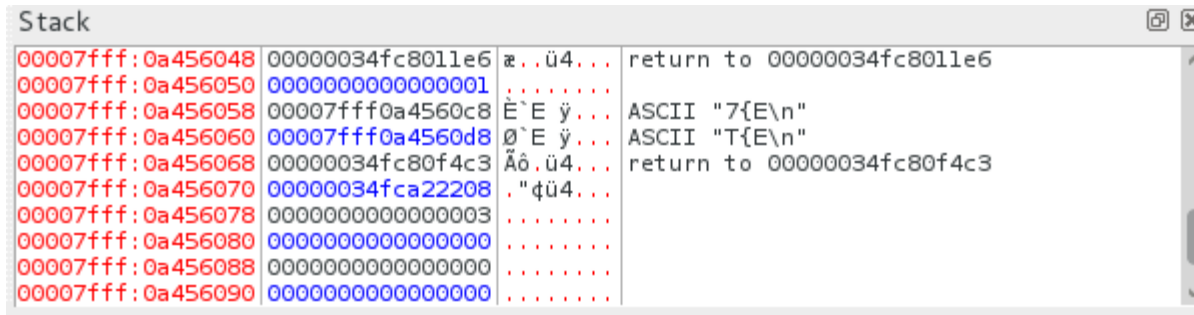 Stack
00007fff:0a456048 00000034fc8011e6 æ..ü4... return to 00000034fc8011e6
00007fff:0a456050 0000000000000001 ........
00007fff:0a456058 00007fff0a4560c8 È`E ÿ... ASCII "7{E\n"
00007fff:0a456060 00007fff0a4560d8 Ø`E ÿ... ASCII "T{E\n"
00007fff:0a456068 00000034fc80f4c3 Ãô.ü4... return to 00000034fc80f4c3
00007fff:0a456070 00000034fca22208 ."¢ü4...
00007fff:0a456078 0000000000000003 ........
00007fff:0a456080 0000000000000000 ........
00007fff:0a456088 0000000000000000 ........
00007fff:0a456090 0000000000000000 ........